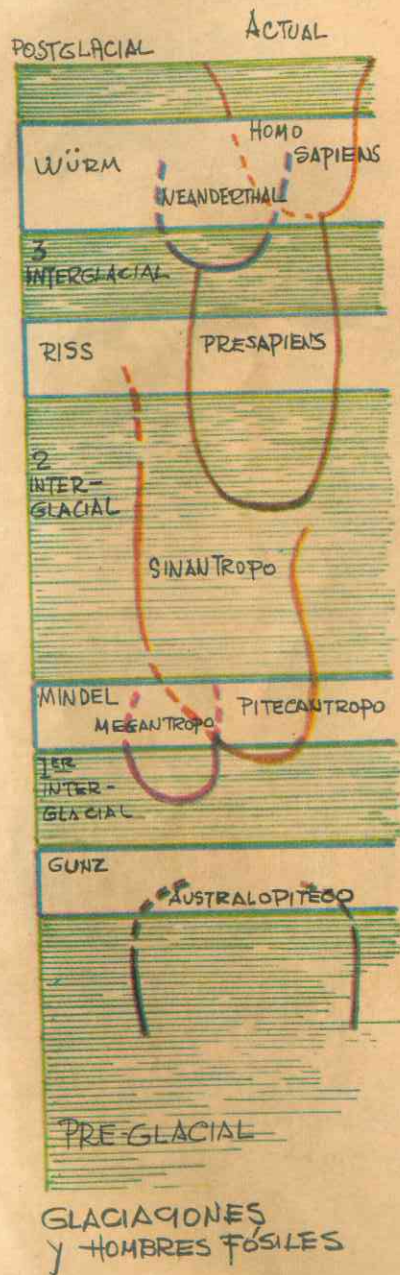 ACTUAL
POSTGLACIAL
HOMO
SAPIENS
WÜRM
NEANDERTHAL
3
INTERGLACIAL
RISS
PRESAPIENS
2
INTER-
GLACIAL
SINANTROPO
MINDEL
PITECANTROPO
MEGANTROPO
1ER
INTER-
GLACIAL
GUNZ
AUSTRALOPITECO
PRE-GLACIAL
GLACIACIONES
y HOMBRES FÓSILES